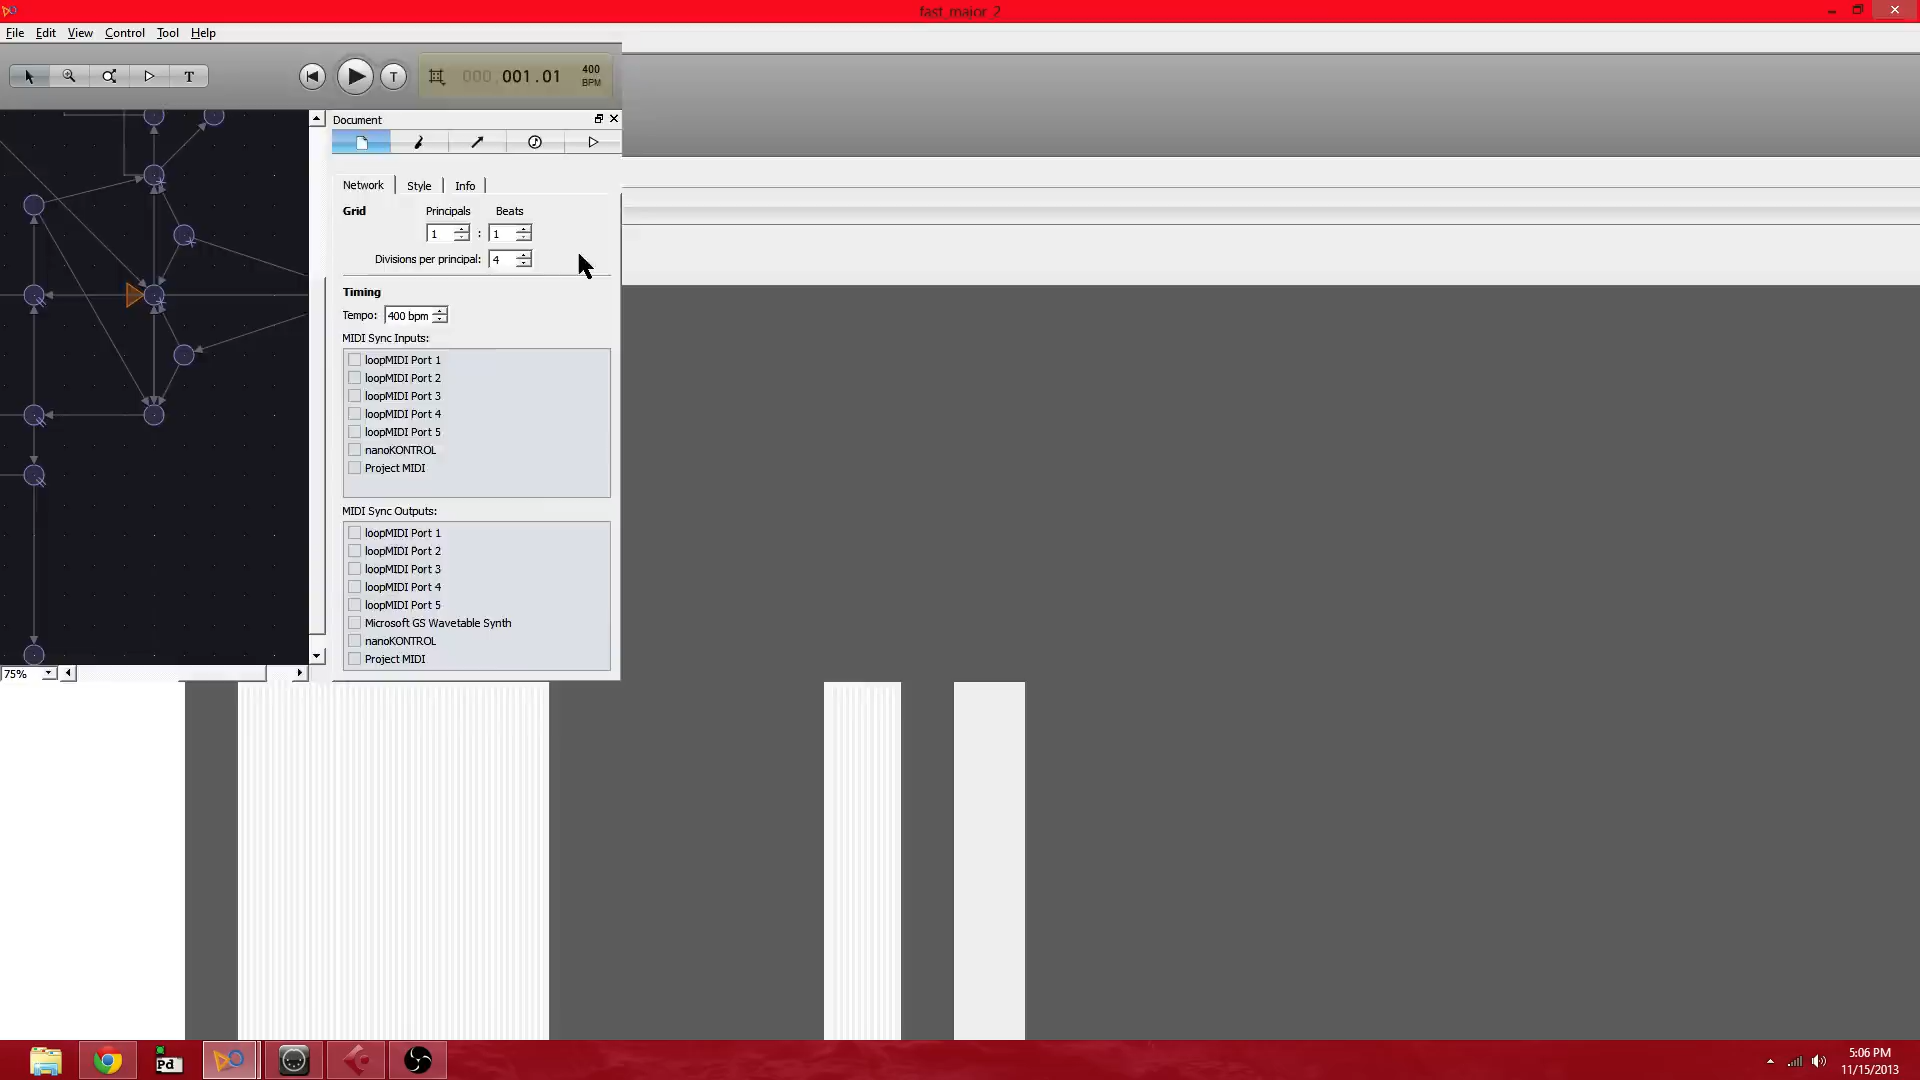 fast_major_2
File Edit View Control Tool Help
T
T
000.001.01
400
BPM
Document
Network Style Info
Grid Principals Beats
1 : 1
Divisions per principal: 4
Timing
Tempo: 400 bpm
MIDI Sync Inputs:
loopMIDI Port 1
loopMIDI Port 2
loopMIDI Port 3
loopMIDI Port 4
loopMIDI Port 5
nanoKONTROL
Project MIDI
MIDI Sync Outputs:
loopMIDI Port 1
loopMIDI Port 2
loopMIDI Port 3
loopMIDI Port 4
loopMIDI Port 5
Microsoft GS Wavetable Synth
nanoKONTROL
Project MIDI
75%
Pd
5:06 PM
11/15/2013